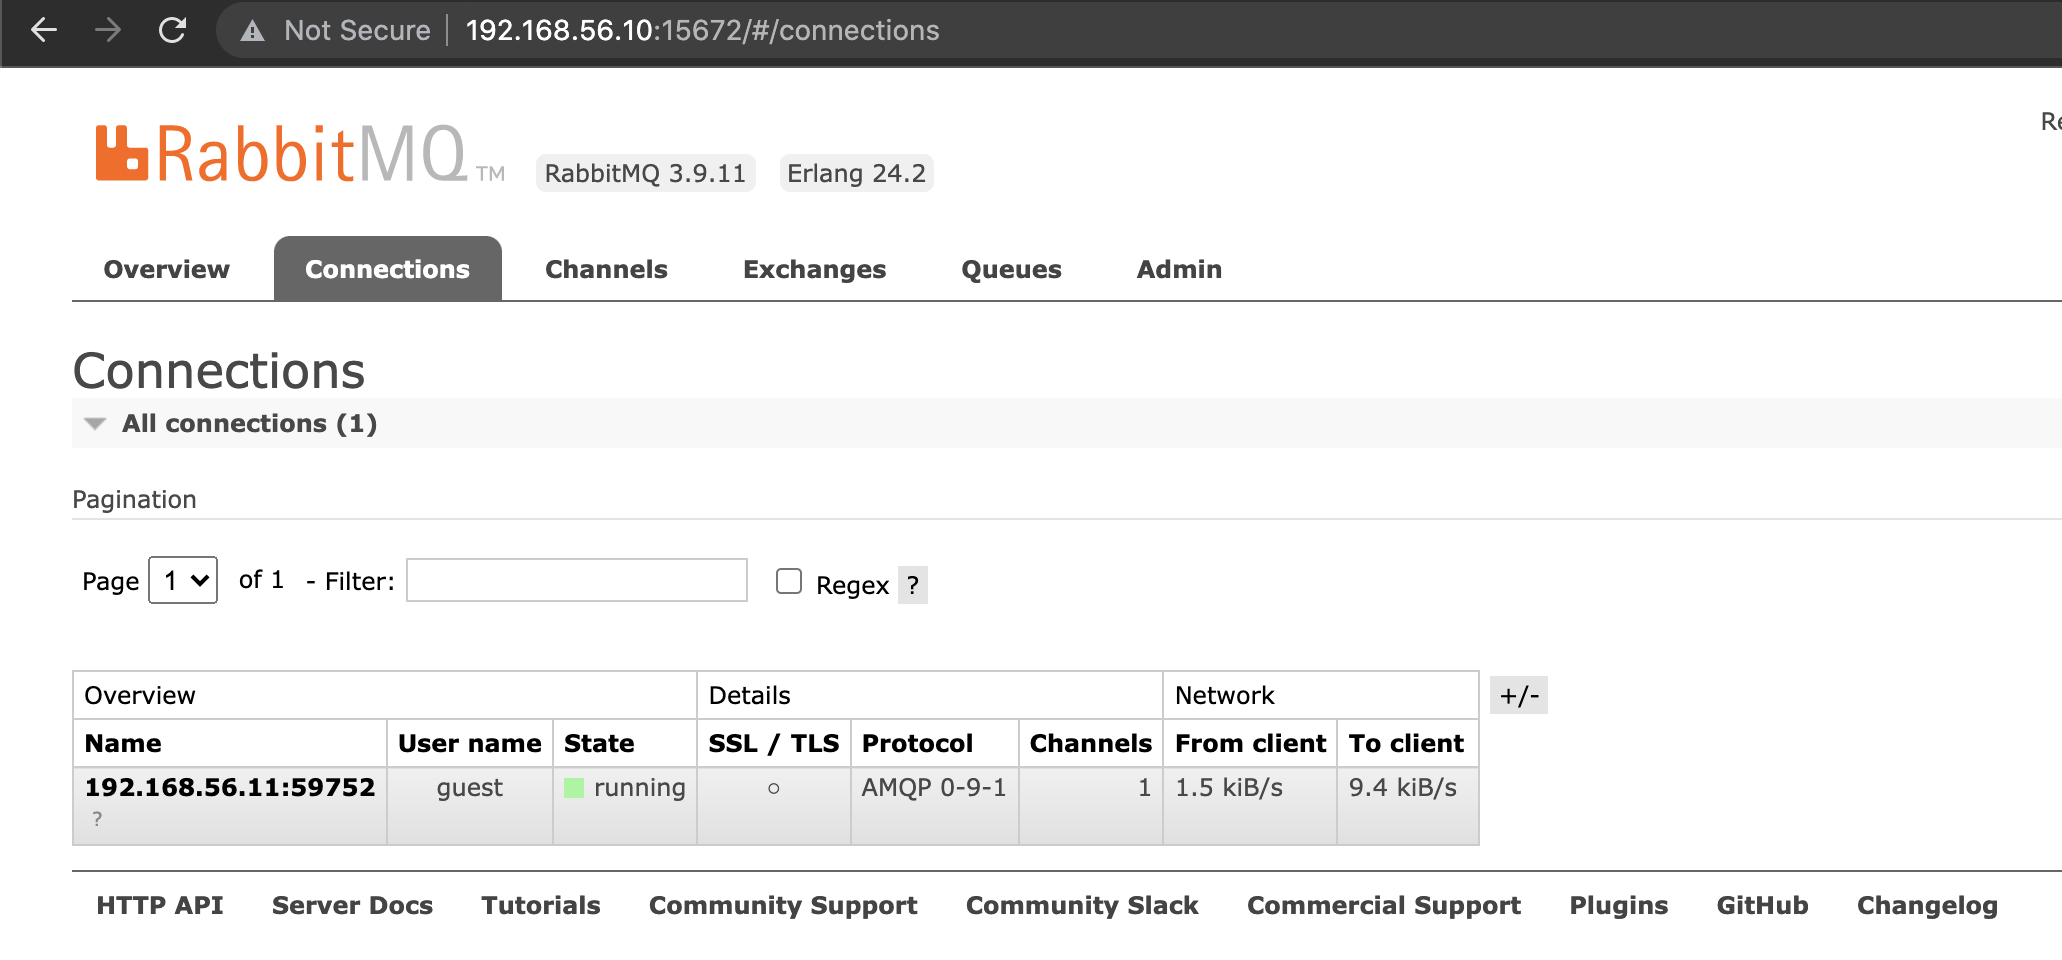 Not Secure 192.168.56.10:15672/#/connections
RabbitMQ TM RabbitMQ 3.9.11 Erlang 24.2
Overview Connections Channels Exchanges Queues Admin
Connections
All connections (1)
Pagination
Page 1 of 1 - Filter: Regex ?
Overview Details Network +/-
Name User name State SSL / TLS Protocol Channels From client To client
192.168.56.11:59752 guest running ○ AMQP 0-9-1 1 1.5 kiB/s 9.4 kiB/s
?
HTTP API Server Docs Tutorials Community Support Community Slack Commercial Support Plugins GitHub Changelog